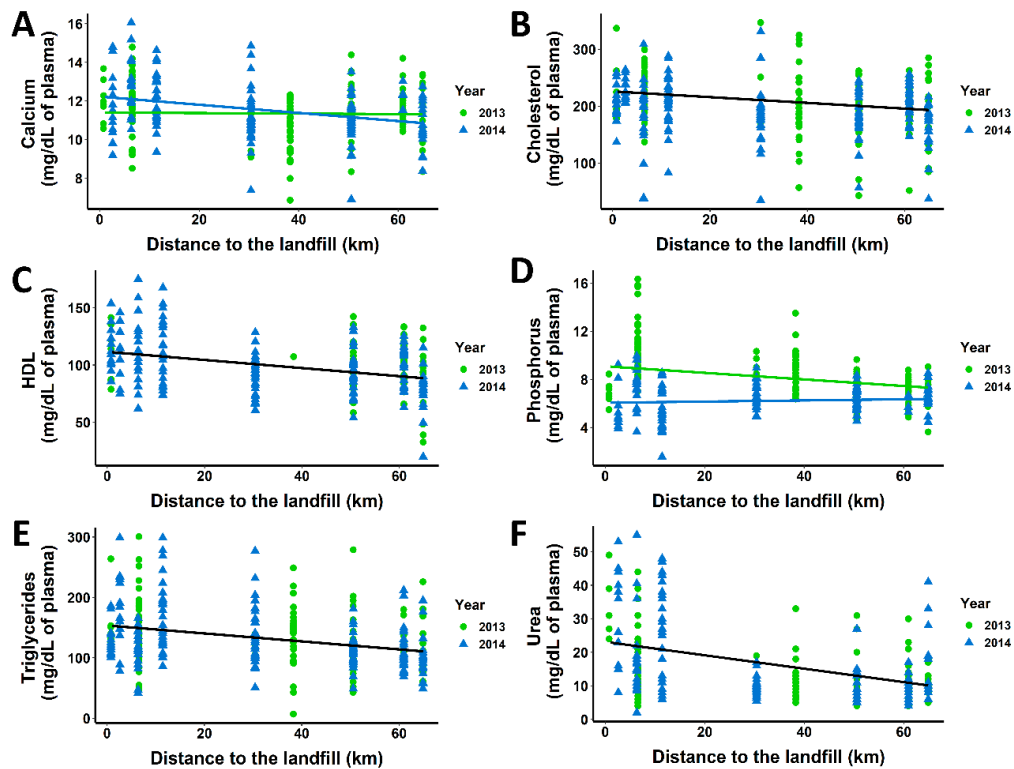 A
Calcium
(mg/dL of plasma)
16
14
12
10
8
0 20 40 60
Distance to the landfill (km)
Year
2013
2014
B
Cholesterol
(mg/dL of plasma)
300
200
100
0 20 40 60
Distance to the landfill (km)
Year
2013
2014
C
HDL
(mg/dL of plasma)
150
100
50
0 20 40 60
Distance to the landfill (km)
Year
2013
2014
D
Phosphorus
(mg/dL of plasma)
16
12
8
4
0 20 40 60
Distance to the landfill (km)
Year
2013
2014
E
Triglycerides
(mg/dL of plasma)
300
200
100
0
0 20 40 60
Distance to the landfill (km)
Year
2013
2014
F
Urea
(mg/dL of plasma)
50
40
30
20
10
0
0 20 40 60
Distance to the landfill (km)
Year
2013
2014